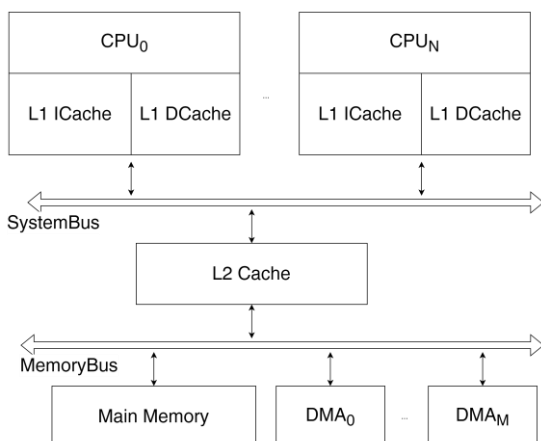 CPU0 CPUN
L1 ICache L1 DCache ... L1 ICache L1 DCache
SystemBus
L2 Cache
MemoryBus
Main Memory DMA0 ... DMAM